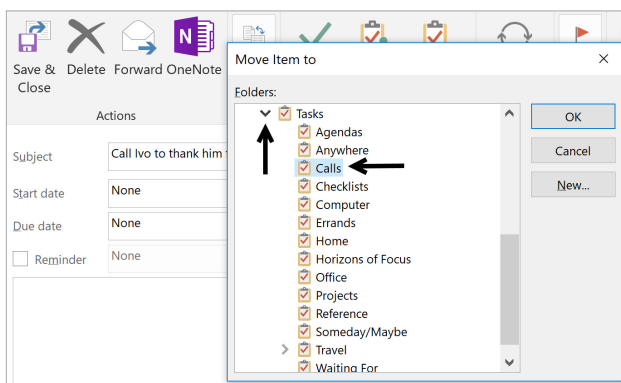 Save & Close
Delete
Forward
OneNote
Actions
Subject
Call Ivo to thank him
Start date
None
Due date
None
Reminder
None
Move Item to
Folders:
Tasks
Agendas
Anywhere
Calls
Checklists
Computer
Errands
Home
Horizons of Focus
Office
Projects
Reference
Someday/Maybe
Travel
Waiting For
OK
Cancel
New...